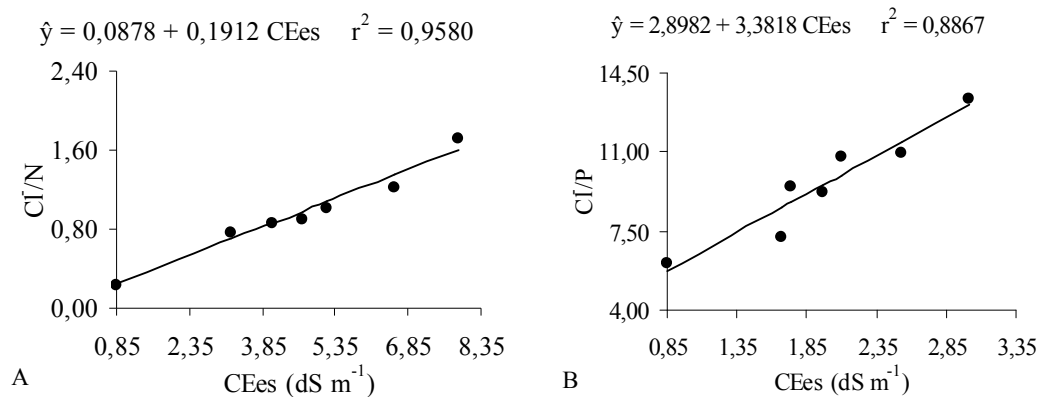 ŷ = 0,0878 + 0,1912 CEes r² = 0,9580
2,40
1,60
0,80
0,00
Cl⁻/N
0,85 2,35 3,85 5,35 6,85 8,35
CEes (dS m⁻¹)
A
ŷ = 2,8982 + 3,3818 CEes r² = 0,8867
14,50
11,00
7,50
4,00
Cl⁻/P
0,85 1,35 1,85 2,35 2,85 3,35
CEes (dS m⁻¹)
B